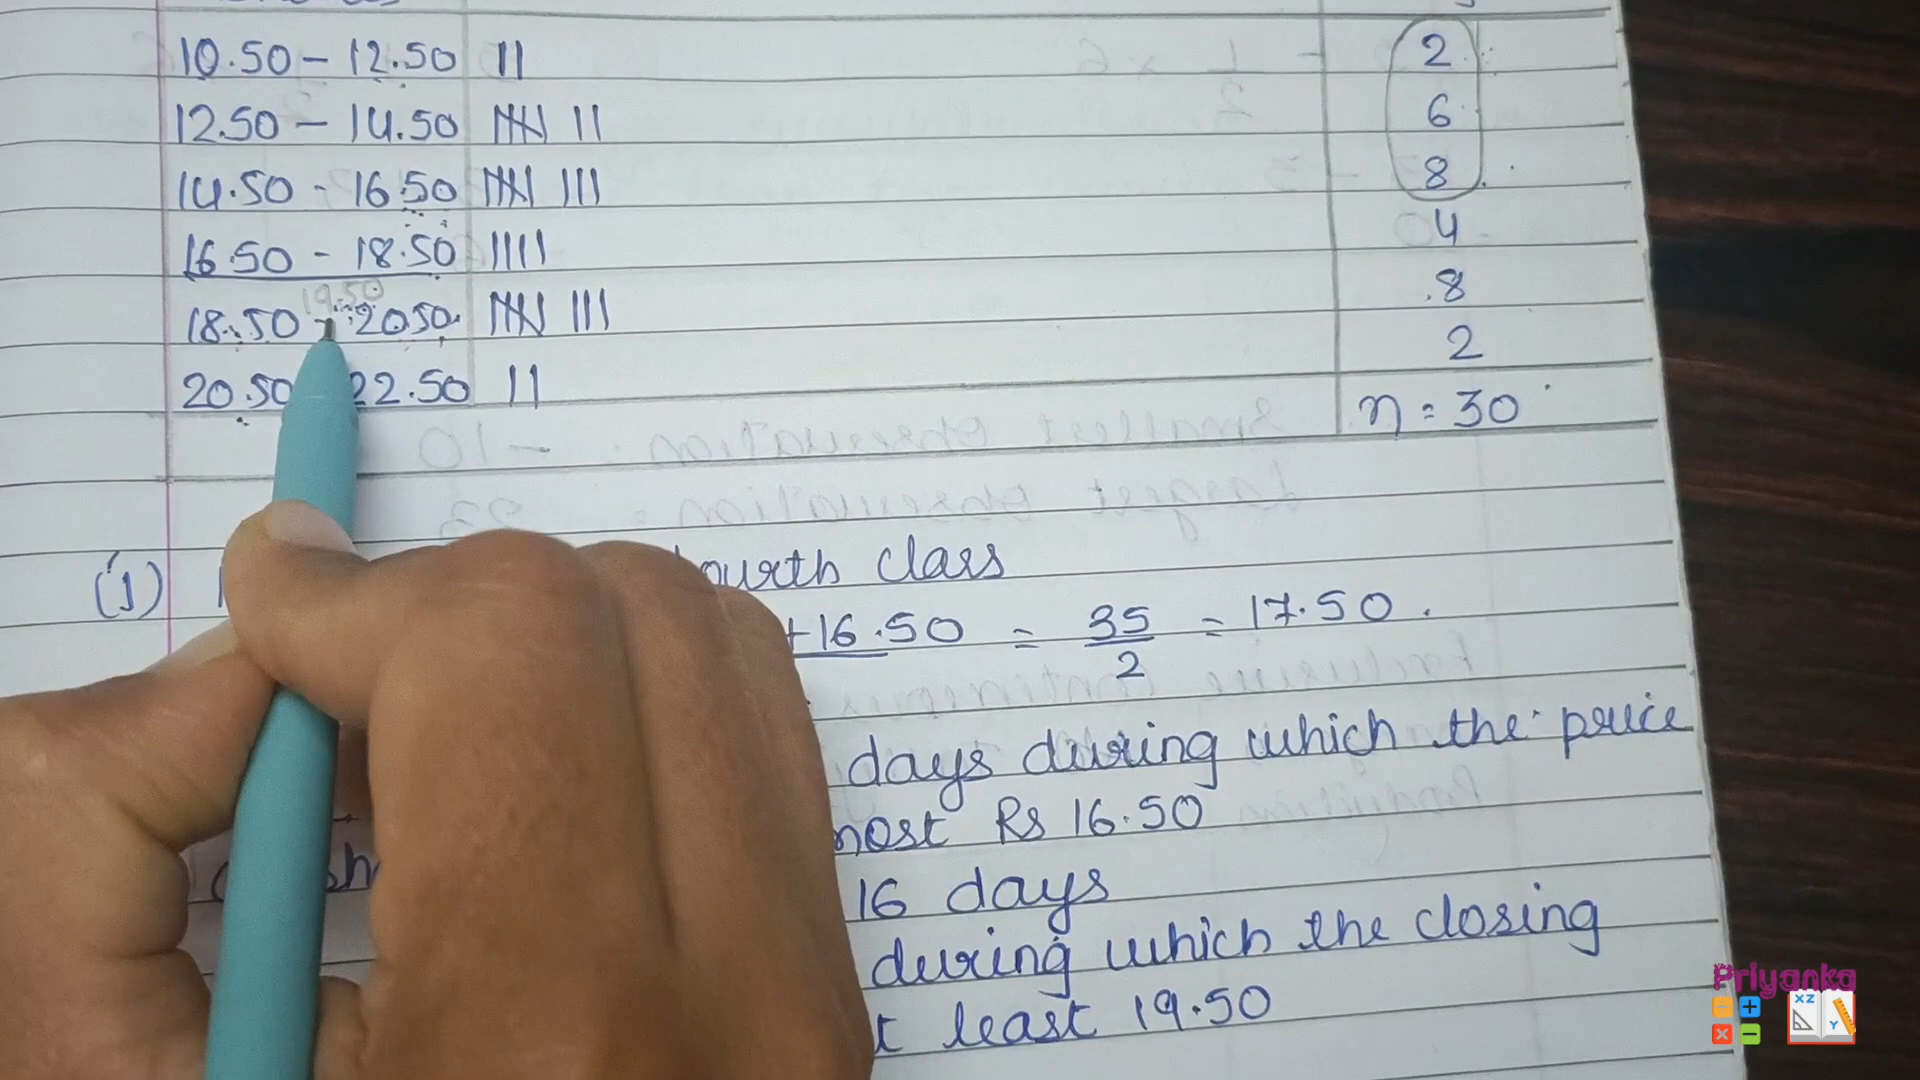 10.50 - 12.50 || 2
12.50 - 14.50 |||| || 6
14.50 - 16.50 |||| ||| 8
16.50 - 18.50 |||| 4
19.50
18.50 - 20.50 |||| ||| 8
20.50 22.50 || 2
n = 30
(1) ourth class
+16.50 = 35/2 = 17.50.
days during which the price
most Rs 16.50
16 days
during which the closing
t least 19.50
Priyanka